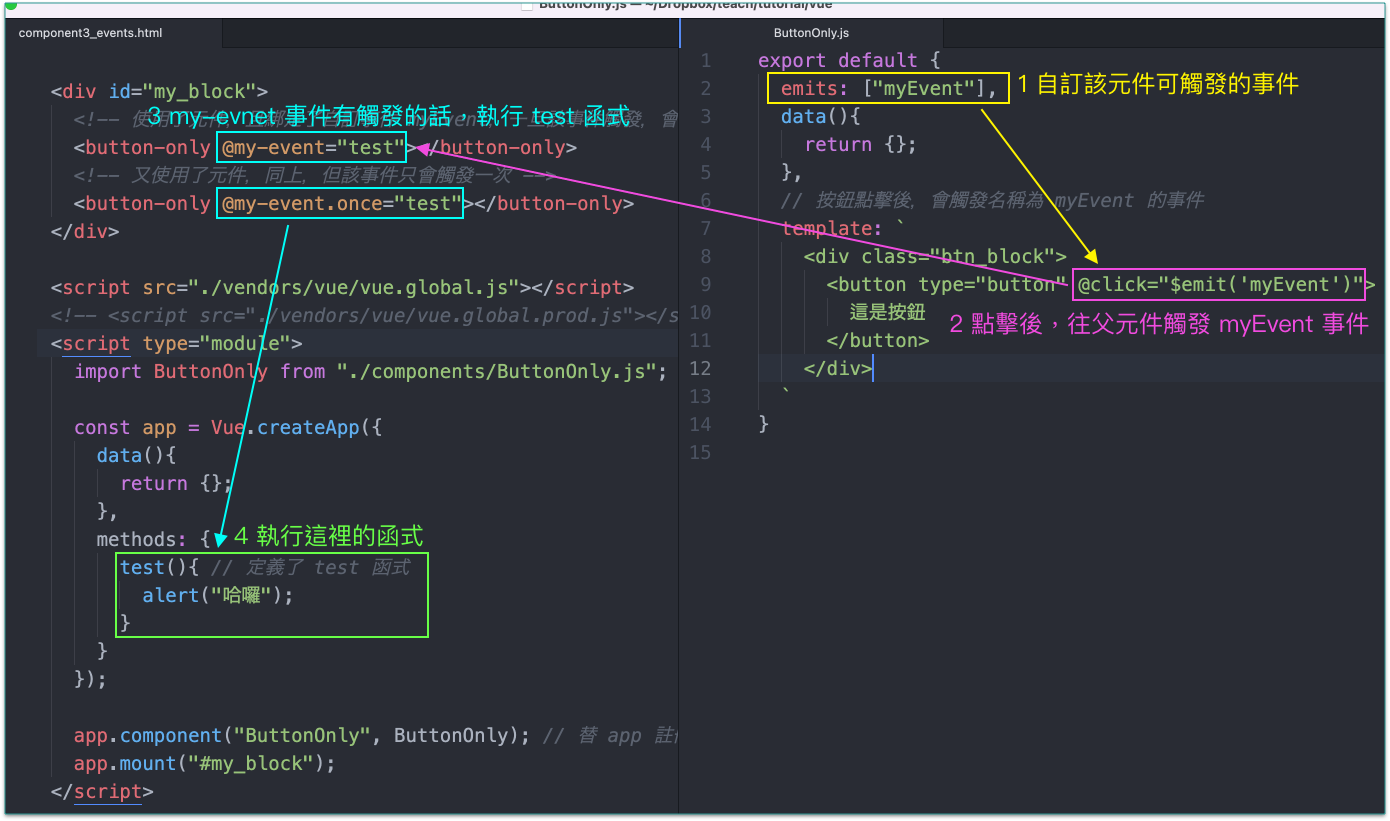 ButtonOnly.js — ~/Dropbox/teach/tutorial/vue
component3_events.html
<div id="my_block">
3 my-evnet 事件有觸發的話，執行 test 函式
<!-- 使用
<button-only @my-event="test"></button-only>
<!-- 又使用了元件, 同上, 但該事件只會觸發一次 -->
<button-only @my-event.once="test"></button-only>
</div>
<script src="./vendors/vue/vue.global.js"></script>
<!-- <script src="./vendors/vue/vue.global.prod.js"></s
<script type="module">
import ButtonOnly from "./components/ButtonOnly.js";
const app = Vue.createApp({
data(){
return {};
},
methods: {
4 執行這裡的函式
test(){ // 定義了 test 函式
alert("哈囉");
}
}
});
app.component("ButtonOnly", ButtonOnly); // 替 app 註
app.mount("#my_block");
</script>
ButtonOnly.js
1 export default {
2 emits: ["myEvent"],
1 自訂該元件可觸發的事件
3 data(){
4 return {};
5 },
6 // 按鈕點擊後, 會觸發名稱為 myEvent 的事件
7 template: `
8 <div class="btn_block">
9 <button type="button" @click="$emit('myEvent')">
10 這是按鈕
2 點擊後，往父元件觸發 myEvent 事件
11 </button>
12 </div>
13 `
14 }
15